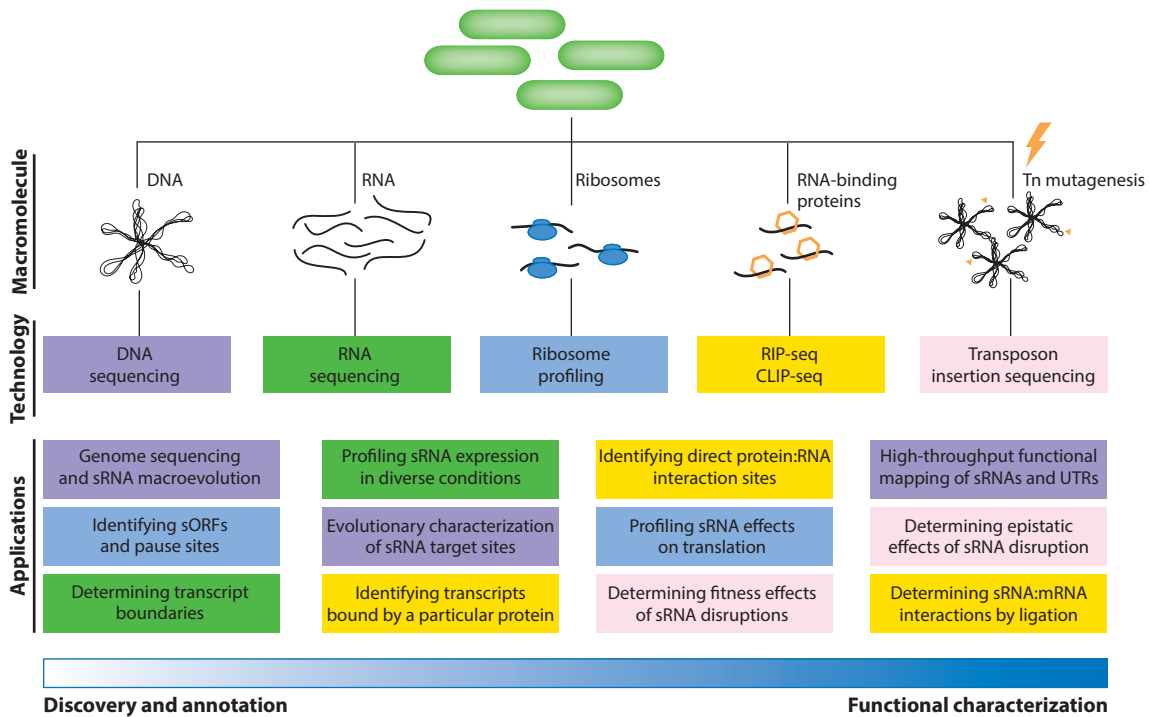 Macromolecule
DNA
RNA
Ribosomes
RNA-binding
proteins
Tn mutagenesis
Technology
DNA
sequencing
RNA
sequencing
Ribosome
profiling
RIP-seq
CLIP-seq
Transposon
insertion sequencing
Applications
Genome sequencing
and sRNA macroevolution
Profiling sRNA expression
in diverse conditions
Identifying direct protein:RNA
interaction sites
High-throughput functional
mapping of sRNAs and UTRs
Identifying sORFs
and pause sites
Evolutionary characterization
of sRNA target sites
Profiling sRNA effects
on translation
Determining epistatic
effects of sRNA disruption
Determining transcript
boundaries
Identifying transcripts
bound by a particular protein
Determining fitness effects
of sRNA disruptions
Determining sRNA:mRNA
interactions by ligation
Discovery and annotation
Functional characterization